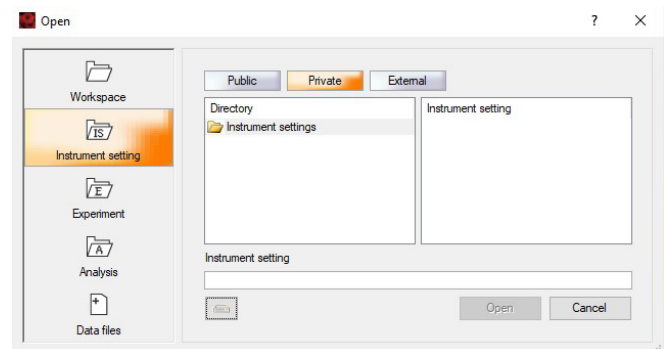 Open
?
Workspace
IS
Instrument setting
E
Experiment
A
Analysis
Data files
Public Private External
Directory
Instrument settings
Instrument setting
Instrument setting
Open Cancel